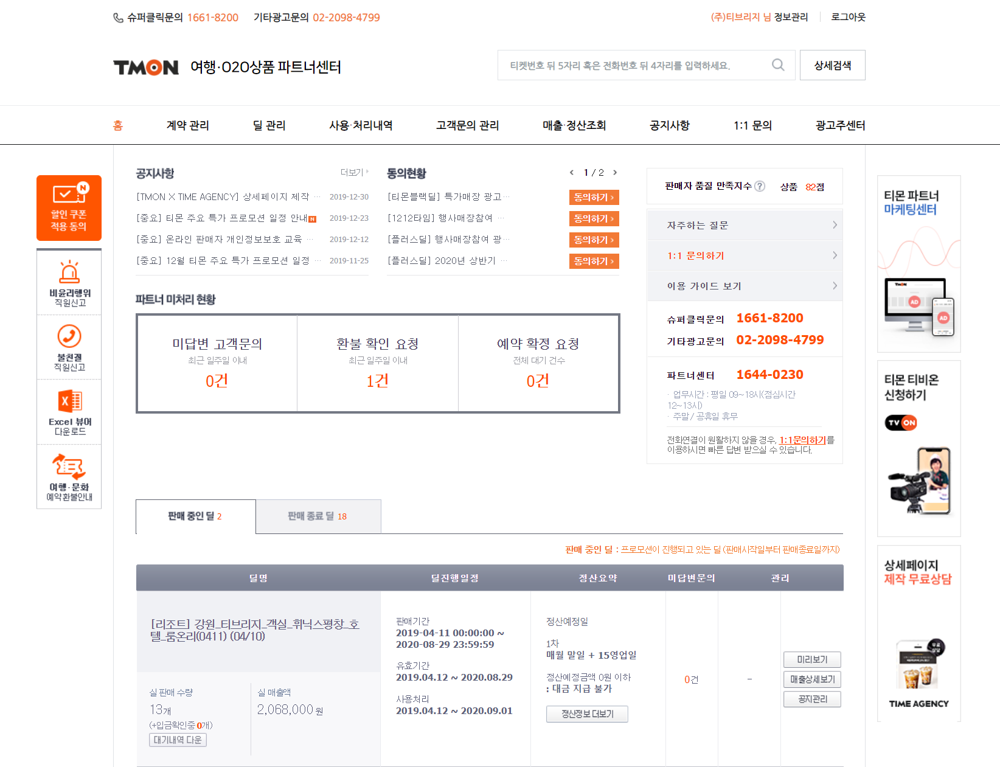 슈퍼클릭문의 1661-8200 기타광고문의 02-2098-4799
(주)티브리지 님 정보관리 로그아웃
TMON 여행·O2O상품 파트너센터
티켓번호 뒤 5자리 혹은 전화번호 뒤 4자리를 입력하세요.
상세검색
홈 계약 관리 딜 관리 사용·처리내역 고객문의 관리 매출·정산조회 공지사항 1:1 문의 광고주센터
N
할인 쿠폰
적용 동의
비윤리행위
직원신고
불친절
직원신고
X
Excel 뷰어
다운로드
여행·문화
예약환불안내
공지사항 더보기
[TMON X TIME AGENCY] 상세페이지 제작 ··· 2019-12-30
[중요] 티몬 주요 특가 프로모션 일정 안내 N 2019-12-23
[중요] 온라인 판매자 개인정보보호 교육 ··· 2019-12-12
[중요] 12월 티몬 주요 특가 프로모션 일정 ··· 2019-11-25
동의현황 < 1 / 2 >
[티몬블랙딜] 특가매장 광고··· 동의하기 >
[1212타임] 행사매장참여 ··· 동의하기 >
[플러스딜] 행사매장참여 광··· 동의하기 >
[플러스딜] 2020년 상반기 ··· 동의하기 >
파트너 미처리 현황
미답변 고객문의
최근 일주일 이내
0건
환불 확인 요청
최근 일주일 이내
1건
예약 확정 요청
전체 대기 건수
0건
판매자 품질 만족지수 ? 상품 82점
자주하는 질문
1:1 문의하기
이용 가이드 보기
슈퍼클릭문의 1661-8200
기타광고문의 02-2098-4799
파트너센터 1644-0230
· 업무시간 : 평일 09~18시(점심시간
12~13시)
· 주말 / 공휴일 휴무
전화연결이 원활하지 않을 경우, 1:1문의하기를
이용하시면 빠른 답변 받으실 수 있습니다.
티몬 파트너
마케팅센터
TMON
AD
AD
티몬 티비온
신청하기
TV ON
상세페이지
제작 무료상담
무료
상담
TIME AGENCY
판매 중인 딜 2
판매 종료 딜 18
판매 중인 딜 : 프로모션이 진행되고 있는 딜 (판매시작일부터 판매종료일까지)
딜명 딜진행일정 정산요약 미답변문의 관리
[리조트] 강원_티브리지_객실_휘닉스평창_호
텔_룸온리(0411) (04/10)
실 판매 수량
13개
(+입금확인중 0개)
대기내역 다운
실 매출액
2,068,000 원
판매기간
2019-04-11 00:00:00 ~
2020-08-29 23:59:59
유효기간
2019.04.12 ~ 2020.08.29
사용처리
2019.04.12 ~ 2020.09.01
정산예정일
1차
매월 말일 + 15영업일
정산예정금액 0원 이하
: 대금 지급 불가
정산정보 더보기
0건
–
미리보기
매출상세보기
공지관리